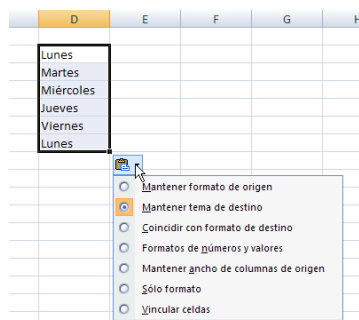 D E F G H
Lunes
Martes
Miércoles
Jueves
Viernes
Lunes
Mantener formato de origen
Mantener tema de destino
Coincidir con formato de destino
Formatos de números y valores
Mantener ancho de columnas de origen
Sólo formato
Vincular celdas